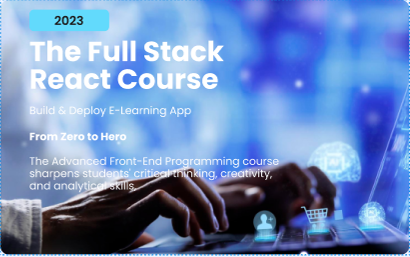 2023
The Full Stack
React Course
Build & Deploy E-Learning App
From Zero to Hero
The Advanced Front-End Programming course
sharpens students' critical thinking, creativity,
and analytical skills.